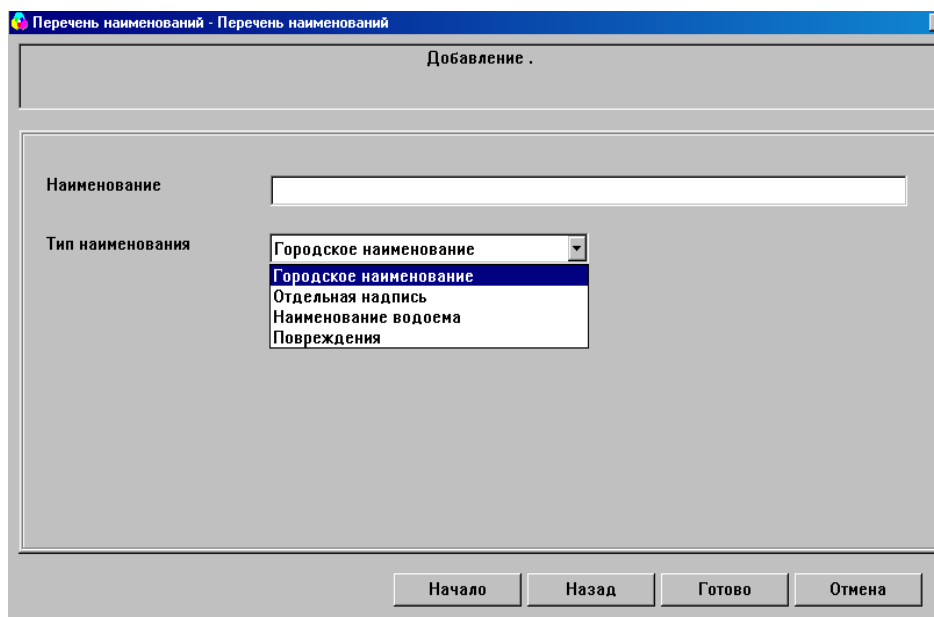 Перечень наименований - Перечень наименований
Добавление .
Наименование
Тип наименования
Городское наименование
Городское наименование
Отдельная надпись
Наименование водоема
Повреждения
Начало Назад Готово Отмена